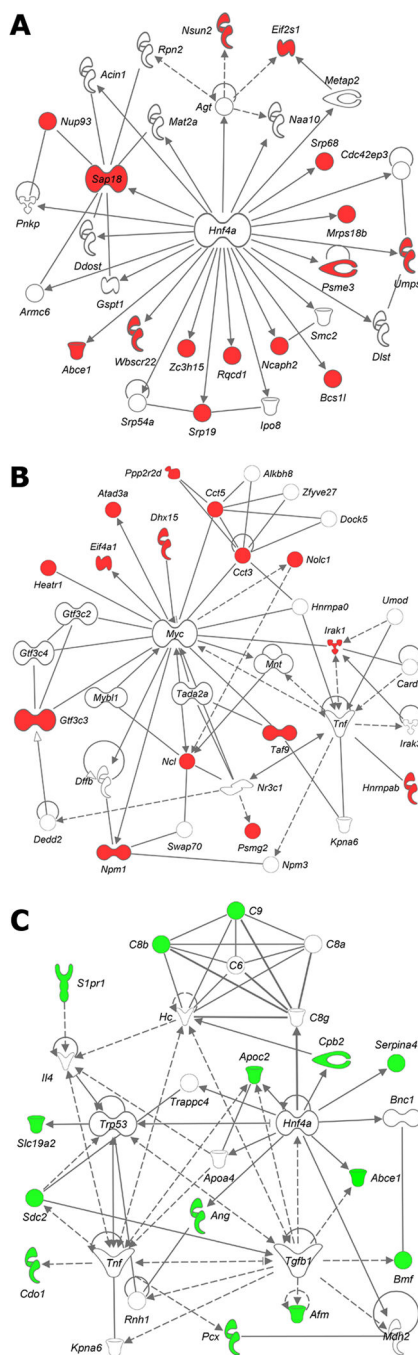 A
Nsun2
Rpn2
Eif2s1
Acin1
Metap2
Agt
Nup93
Mat2a
Naa10
Srp68
Cdc42ep3
Sap18
Hnf4a
Mrps18b
Pnkp
Ddost
Psme3
Umps
Armc6
Gspt1
Smc2
Dlst
Abce1
Wbscr22
Zc3h15
Rqcd1
Ncaph2
Bcs1l
Srp54a
Srp19
Ipo8
B
Ppp2r2d
Cct5
Alkbh8
Atad3a
Zfyve27
Dhx15
Dock5
Eif4a1
Nolc1
Heatr1
Cct3
Gtf3c2
Hnrnpa0
Umod
Myc
Irak1
Gtf3c4
Mnt
Card
Mybl1
Tada2a
Tnf
Gtf3c3
Taf9
Irak3
Ncl
Dffb
Nr3c1
Hnrnpab
Dedd2
Swap70
Psmg2
Kpna6
Npm1
Npm3
C
C9
C8b
C8a
S1pr1
C6
Hc
C8g
Cpb2
Serpina4
Il4
Apoc2
Trappc4
Bnc1
Trp53
Hnf4a
Slc19a2
Apoa4
Abce1
Sdc2
Ang
Tnf
Tgfb1
Bmf
Cdo1
Rnh1
Afm
Kpna6
Pcx
Mdh2